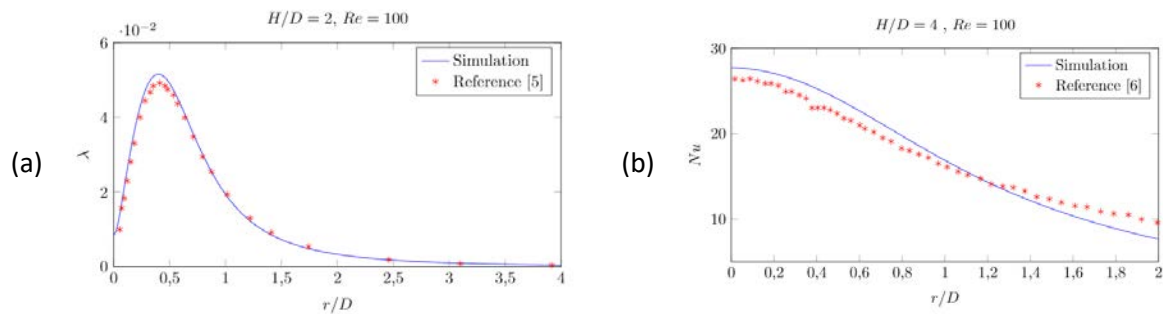 (a)
H/D = 2, Re = 100
·10⁻²
6
4
2
0
λ
Simulation
Reference [5]
0 0,5 1 1,5 2 2,5 3 3,5 4
r/D
(b)
H/D = 4 , Re = 100
30
20
10
Nu
Simulation
Reference [6]
0 0,2 0,4 0,6 0,8 1 1,2 1,4 1,6 1,8 2
r/D